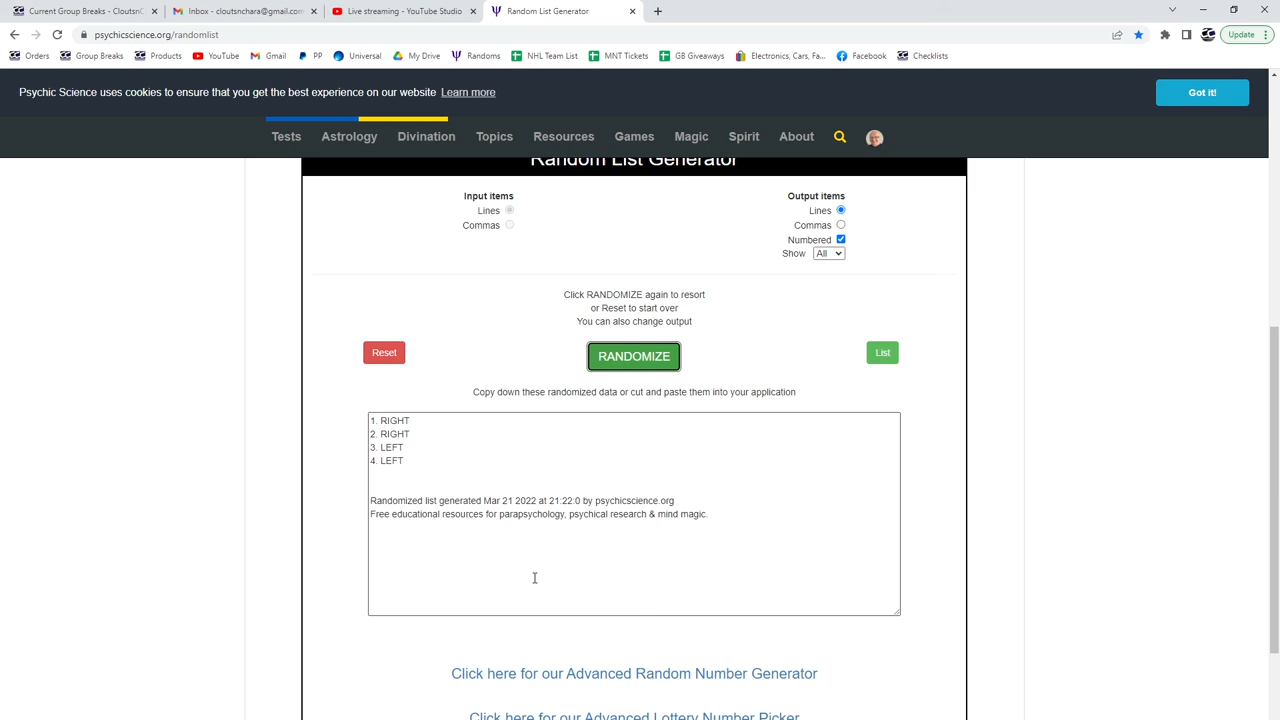 Current Group Breaks - CloutsnC
Inbox - cloutsnchara@gmail.com
Live streaming - YouTube Studio
Random List Generator
psychicscience.org/randomlist
Update
Orders
Group Breaks
Products
YouTube
Gmail
PP
Universal
My Drive
Randoms
NHL Team List
MNT Tickets
GB Giveaways
Electronics, Cars, Fa...
Facebook
Checklists
Psychic Science uses cookies to ensure that you get the best experience on our website Learn more
Got it!
Tests Astrology Divination Topics Resources Games Magic Spirit About
Random List Generator
Input items
Lines
Commas
Output items
Lines
Commas
Numbered
Show All
Click RANDOMIZE again to resort
or Reset to start over
You can also change output
Reset
RANDOMIZE
List
Copy down these randomized data or cut and paste them into your application
1. RIGHT
2. RIGHT
3. LEFT
4. LEFT
Randomized list generated Mar 21 2022 at 21:22:0 by psychicscience.org
Free educational resources for parapsychology, psychical research & mind magic.
Click here for our Advanced Random Number Generator
Click here for our Advanced Lottery Number Picker